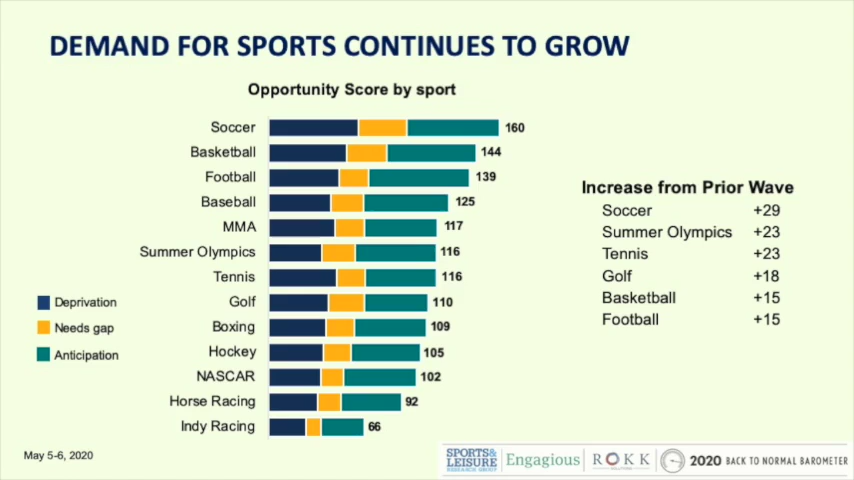 DEMAND FOR SPORTS CONTINUES TO GROW
Opportunity Score by sport
Soccer 160
Basketball 144
Football 139
Baseball 125
MMA 117
Summer Olympics 116
Tennis 116
Golf 110
Boxing 109
Hockey 105
NASCAR 102
Horse Racing 92
Indy Racing 66
Deprivation
Needs gap
Anticipation
Increase from Prior Wave
Soccer +29
Summer Olympics +23
Tennis +23
Golf +18
Basketball +15
Football +15
May 5-6, 2020
SPORTS&
LEISURE
RESEARCH GROUP
Engagious
ROKK
2020 BACK TO NORMAL BAROMETER